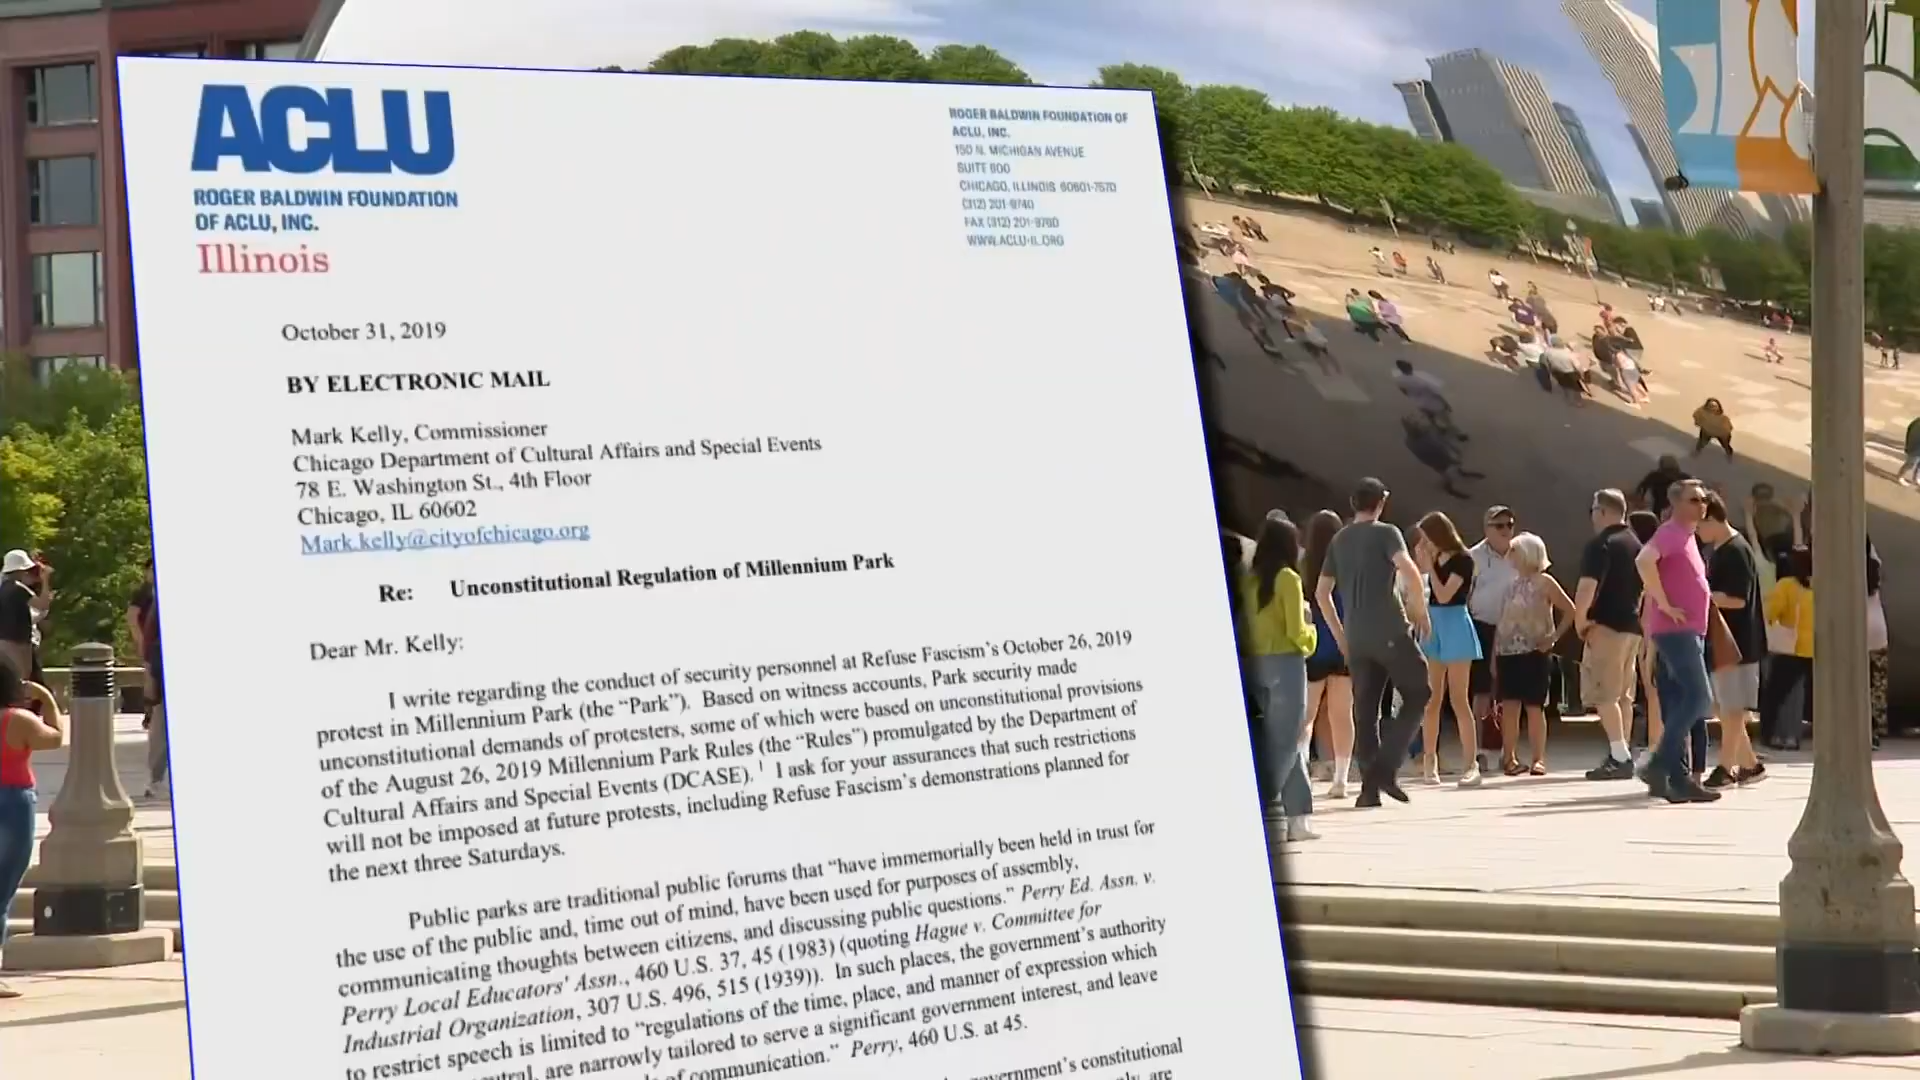 ACLU
ROGER BALDWIN FOUNDATION
OF ACLU, INC.
Illinois
ROGER BALDWIN FOUNDATION OF
ACLU, INC.
150 N. MICHIGAN AVENUE
SUITE 600
CHICAGO, ILLINOIS 60601-7570
(312) 201-9740
FAX (312) 201-9760
WWW.ACLU-IL.ORG
October 31, 2019
BY ELECTRONIC MAIL
Mark Kelly, Commissioner
Chicago Department of Cultural Affairs and Special Events
78 E. Washington St., 4th Floor
Chicago, IL 60602
Mark.kelly@cityofchicago.org
Re: Unconstitutional Regulation of Millennium Park
Dear Mr. Kelly:
I write regarding the conduct of security personnel at Refuse Fascism's October 26, 2019
protest in Millennium Park (the “Park”). Based on witness accounts, Park security made
unconstitutional demands of protesters, some of which were based on unconstitutional provisions
of the August 26, 2019 Millennium Park Rules (the “Rules”) promulgated by the Department of
Cultural Affairs and Special Events (DCASE).1 I ask for your assurances that such restrictions
will not be imposed at future protests, including Refuse Fascism's demonstrations planned for
the next three Saturdays.
Public parks are traditional public forums that “have immemorially been held in trust for
the use of the public and, time out of mind, have been used for purposes of assembly,
communicating thoughts between citizens, and discussing public questions.” Perry Ed. Assn. v.
Perry Local Educators' Assn., 460 U.S. 37, 45 (1983) (quoting Hague v. Committee for
Industrial Organization, 307 U.S. 496, 515 (1939)). In such places, the government's authority
to restrict speech is limited to “regulations of the time, place, and manner of expression which
are narrowly tailored to serve a significant government interest, and leave
of communication.” Perry, 460 U.S. at 45.
constitutional
are